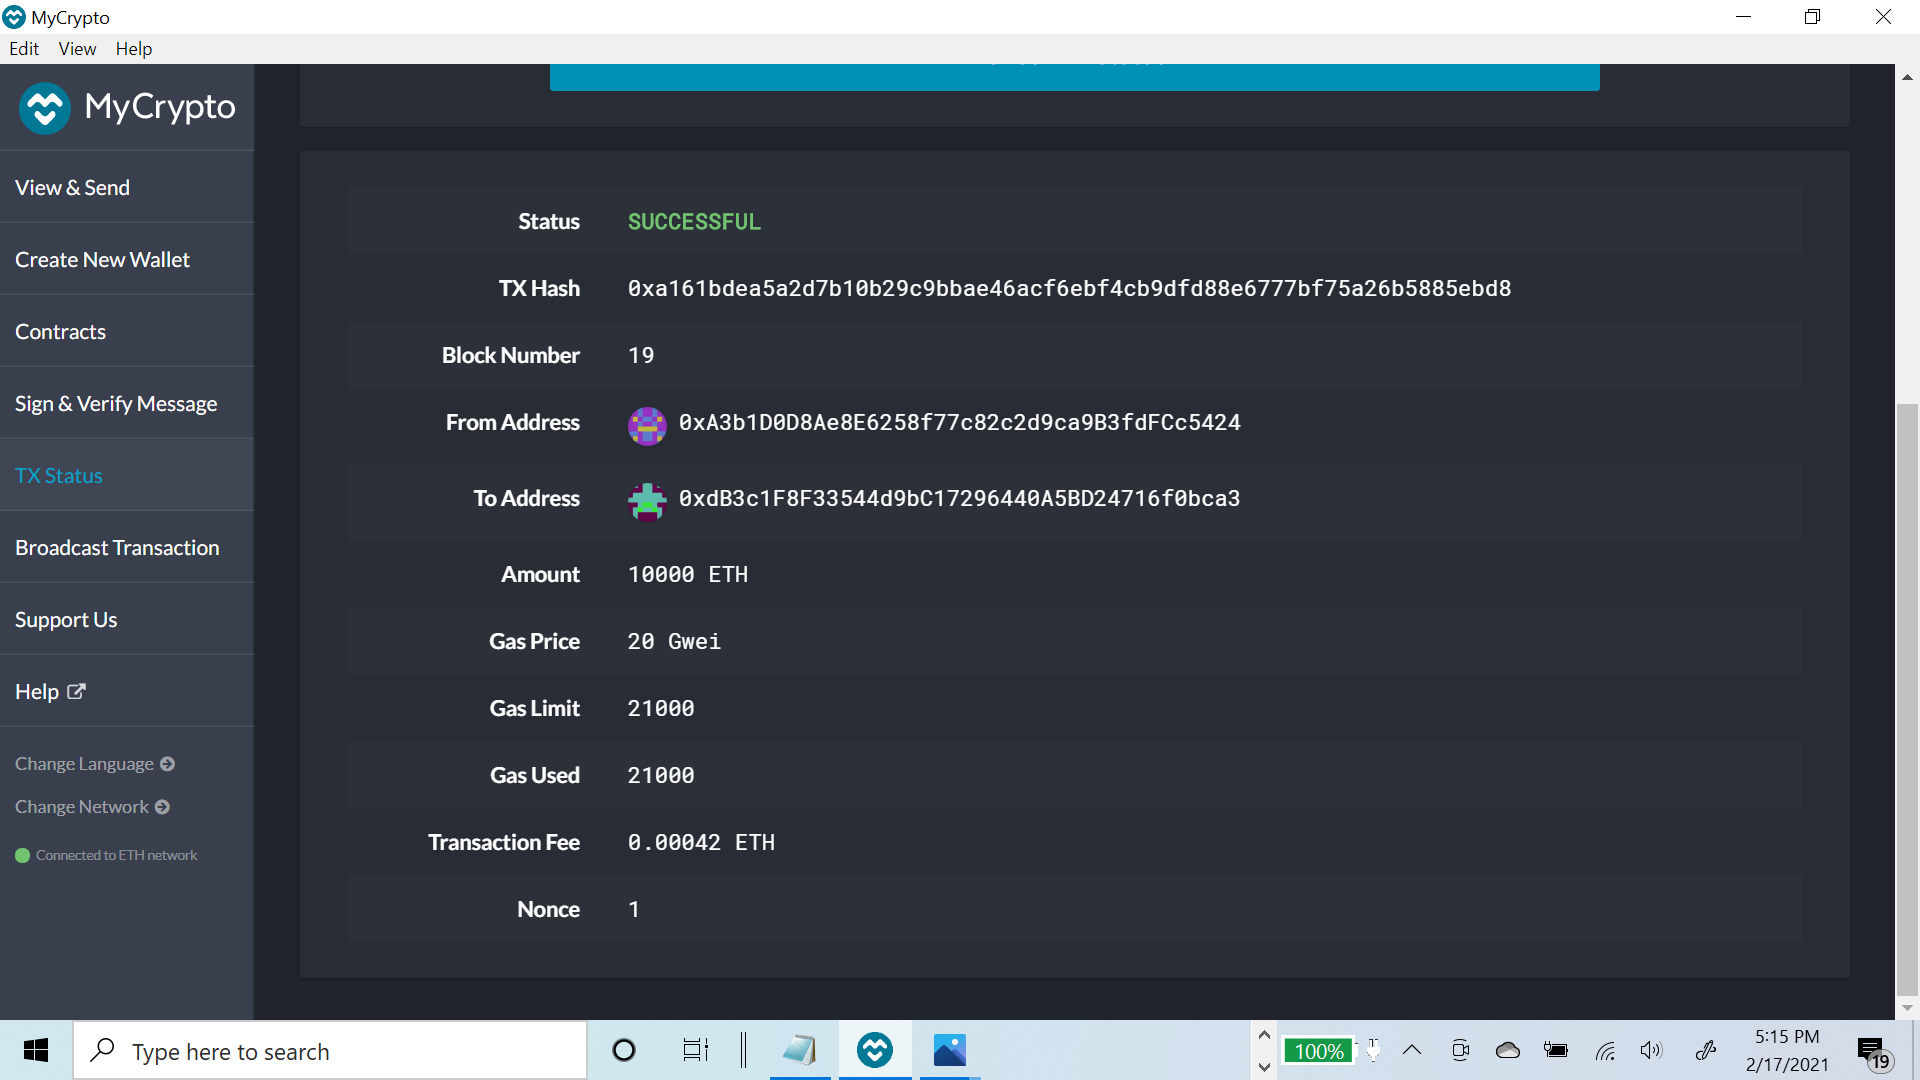 MyCrypto
Edit View Help
MyCrypto
View & Send
Create New Wallet
Contracts
Sign & Verify Message
TX Status
Broadcast Transaction
Support Us
Help
Change Language
Change Network
Connected to ETH network
Status SUCCESSFUL
TX Hash 0xa161bdea5a2d7b10b29c9bbae46acf6ebf4cb9dfd88e6777bf75a26b5885ebd8
Block Number 19
From Address 0xA3b1D0D8Ae8E6258f77c82c2d9ca9B3fdFCc5424
To Address 0xdB3c1F8F33544d9bC17296440A5BD24716f0bca3
Amount 10000 ETH
Gas Price 20 Gwei
Gas Limit 21000
Gas Used 21000
Transaction Fee 0.00042 ETH
Nonce 1
Type here to search
100%
5:15 PM
2/17/2021
19